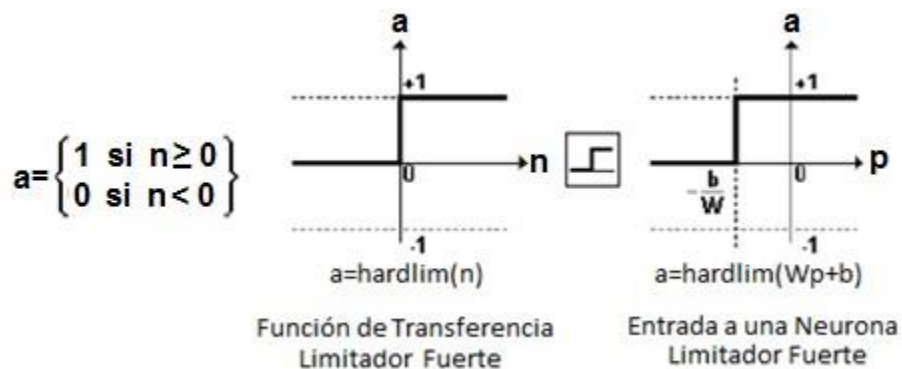 a={1 si n≥0
0 si n<0}
a
+1
n
0
-1
a=hardlim(n)
Función de Transferencia
Limitador Fuerte
a
+1
p
0
-b/W
-1
a=hardlim(Wp+b)
Entrada a una Neurona
Limitador Fuerte